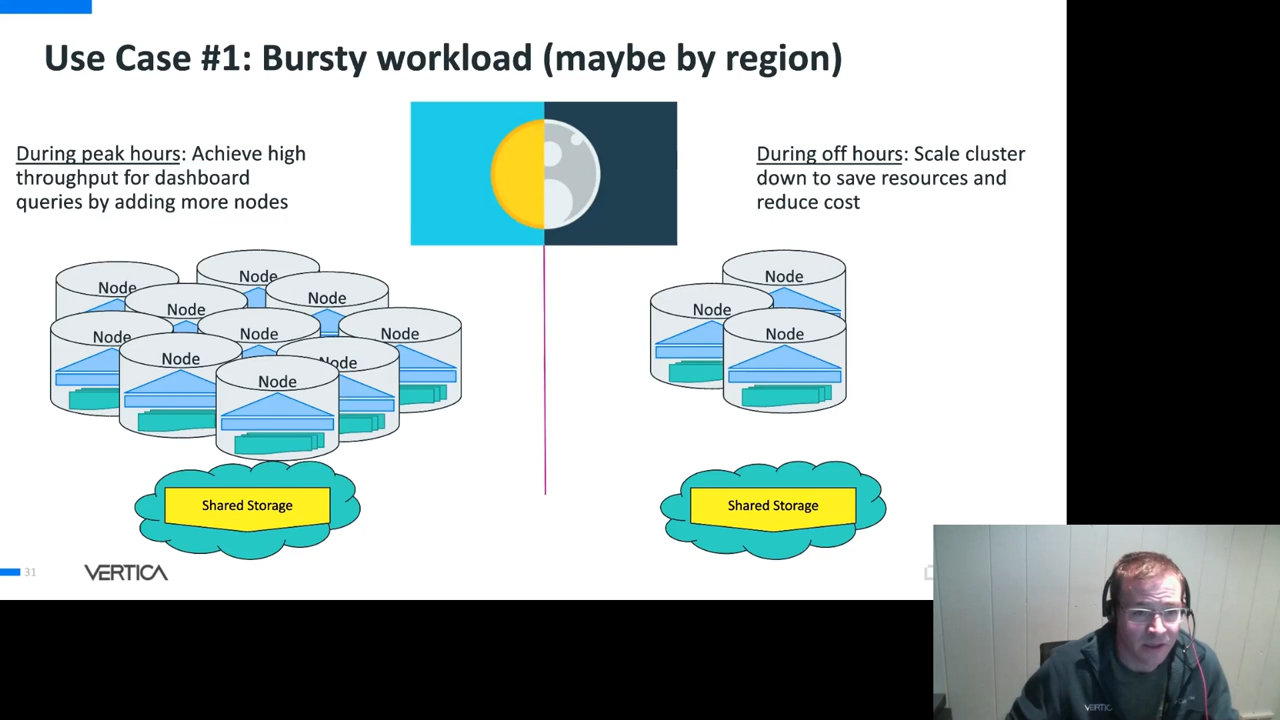 Use Case #1: Bursty workload (maybe by region)
During peak hours: Achieve high
throughput for dashboard
queries by adding more nodes
During off hours: Scale cluster
down to save resources and
reduce cost
Node
Node
Node
Node
Node
Node
Node
Node
Node
Node
Shared Storage
Node
Node
Node
Shared Storage
31
VERTICA
VERTICA